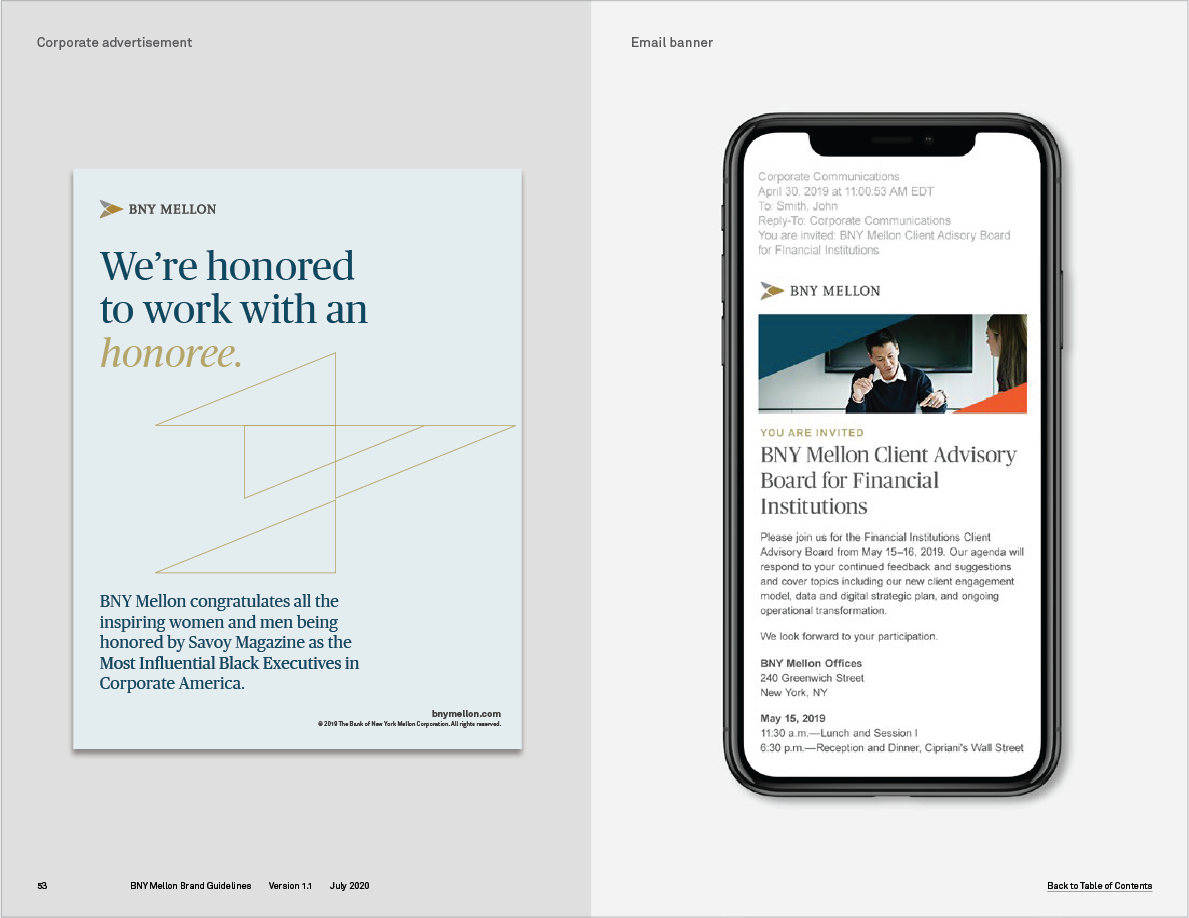 Corporate advertisement
BNY MELLON
We're honored
to work with an
honoree.
BNY Mellon congratulates all the
inspiring women and men being
honored by Savoy Magazine as the
Most Influential Black Executives in
Corporate America.
bnymellon.com
© 2019 The Bank of New York Mellon Corporation. All rights reserved.
Email banner
Corporate Communications
April 30, 2019 at 11:00:53 AM EDT
To: Smith, John
Reply-To: Corporate Communications
You are invited: BNY Mellon Client Adisory Board
for Financial Institutions
BNY MELLON
YOU ARE INVITED
BNY Mellon Client Advisory
Board for Financial
Institutions
Please join us for the Financial Institutions Client
Advisory Board from May 15–16, 2019. Our agenda will
respond to your continued feedback and suggestions
and cover topics including our new client engagement
model, data and digital strategic plan, and ongoing
operational transformation.
We look forward to your participation.
BNY Mellon Offices
240 Greenwich Street
New York, NY
May 15, 2019
11:30 a.m.—Lunch and Session I
6:30 p.m.—Reception and Dinner, Cipriani's Wall Street
53 BNY Mellon Brand Guidelines Version 1.1 July 2020
Back to Table of Contents